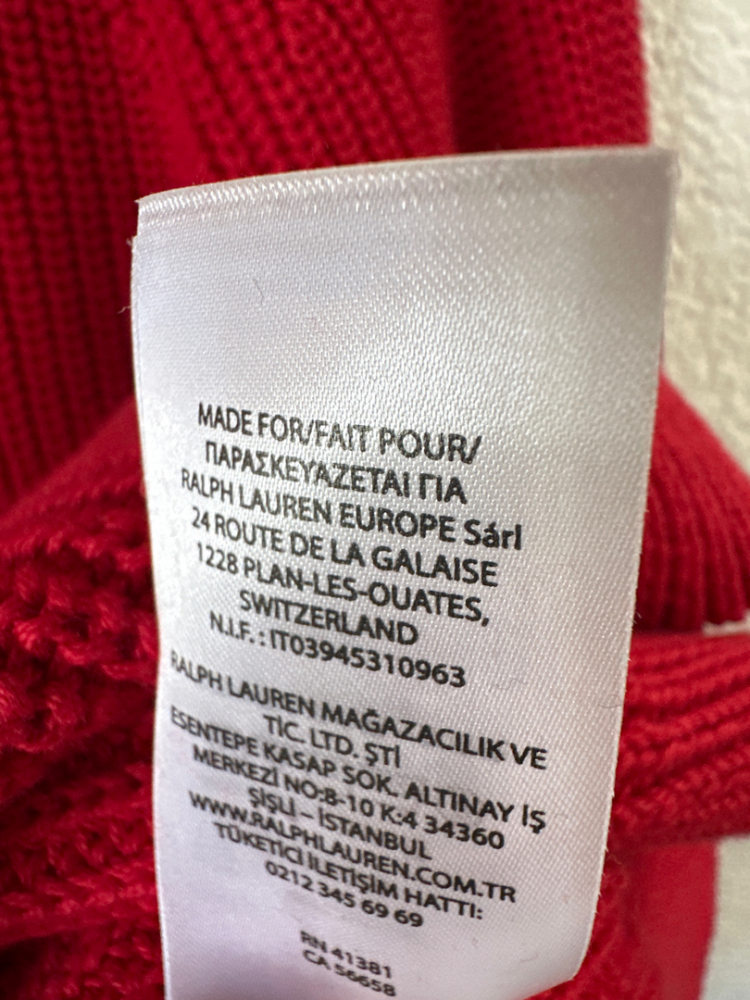 MADE FOR/FAIT POUR/
ΠΑΡΑΣΚΕΥΑΖΕΤΑΙ ΓΙΑ
RALPH LAUREN EUROPE Sárl
24 ROUTE DE LA GALAISE
1228 PLAN-LES-OUATES,
SWITZERLAND
N.I.F. : IT03945310963
RALPH LAUREN MAĞAZACILIK VE
TİC. LTD. ŞTİ
ESENTEPE KASAP SOK. ALTINAY İŞ
MERKEZİ NO:8-10 K:4 34360
ŞİŞLİ – İSTANBUL
WWW.RALPHLAUREN.COM.TR
TÜKETİCİ İLETİŞİM HATTI:
0212 345 69 69
RN 41381
CA 56658